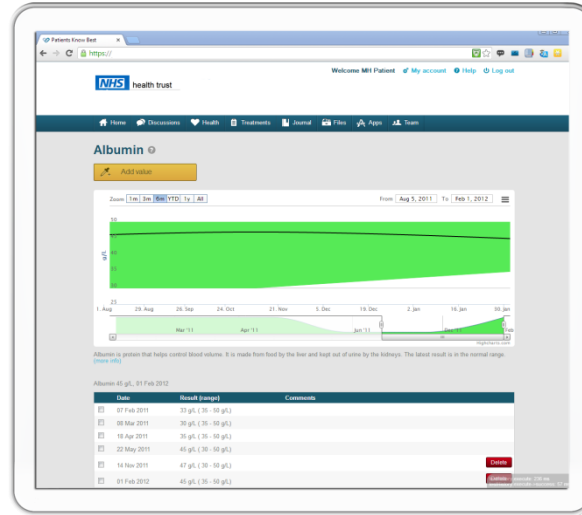 Patients Know Best
https://
Welcome MH Patient My account Help Log out
NHS health trust
Home Discussions Health Treatments Journal Files Apps Team
Albumin
Add value
Zoom 1m 3m 6m YTD 1y All From Aug 5, 2011 To Feb 1, 2012
50
45
40
35
30
25
g/L
1. Aug 29. Aug 26. Sep 24. Oct 21. Nov 5. Dec 19. Dec 2. Jan 16. Jan 30. Jan
Mar '11 Apr '11 Jun '11 Feb
Highcharts.com
Albumin is protein that helps control blood volume. It is made from food by the liver and kept out of urine by the kidneys. The latest result is in the normal range.
(more info)
Albumin 45 g/L, 01 Feb 2012
Date Result (range) Comments
07 Feb 2011 33 g/L ( 35 - 50 g/L)
08 Mar 2011 30 g/L ( 35 - 50 g/L)
18 Apr 2011 35 g/L ( 35 - 50 g/L)
22 May 2011 45 g/L ( 30 - 50 g/L)
14 Nov 2011 47 g/L ( 30 - 50 g/L) Delete
01 Feb 2012 45 g/L ( 35 - 50 g/L)